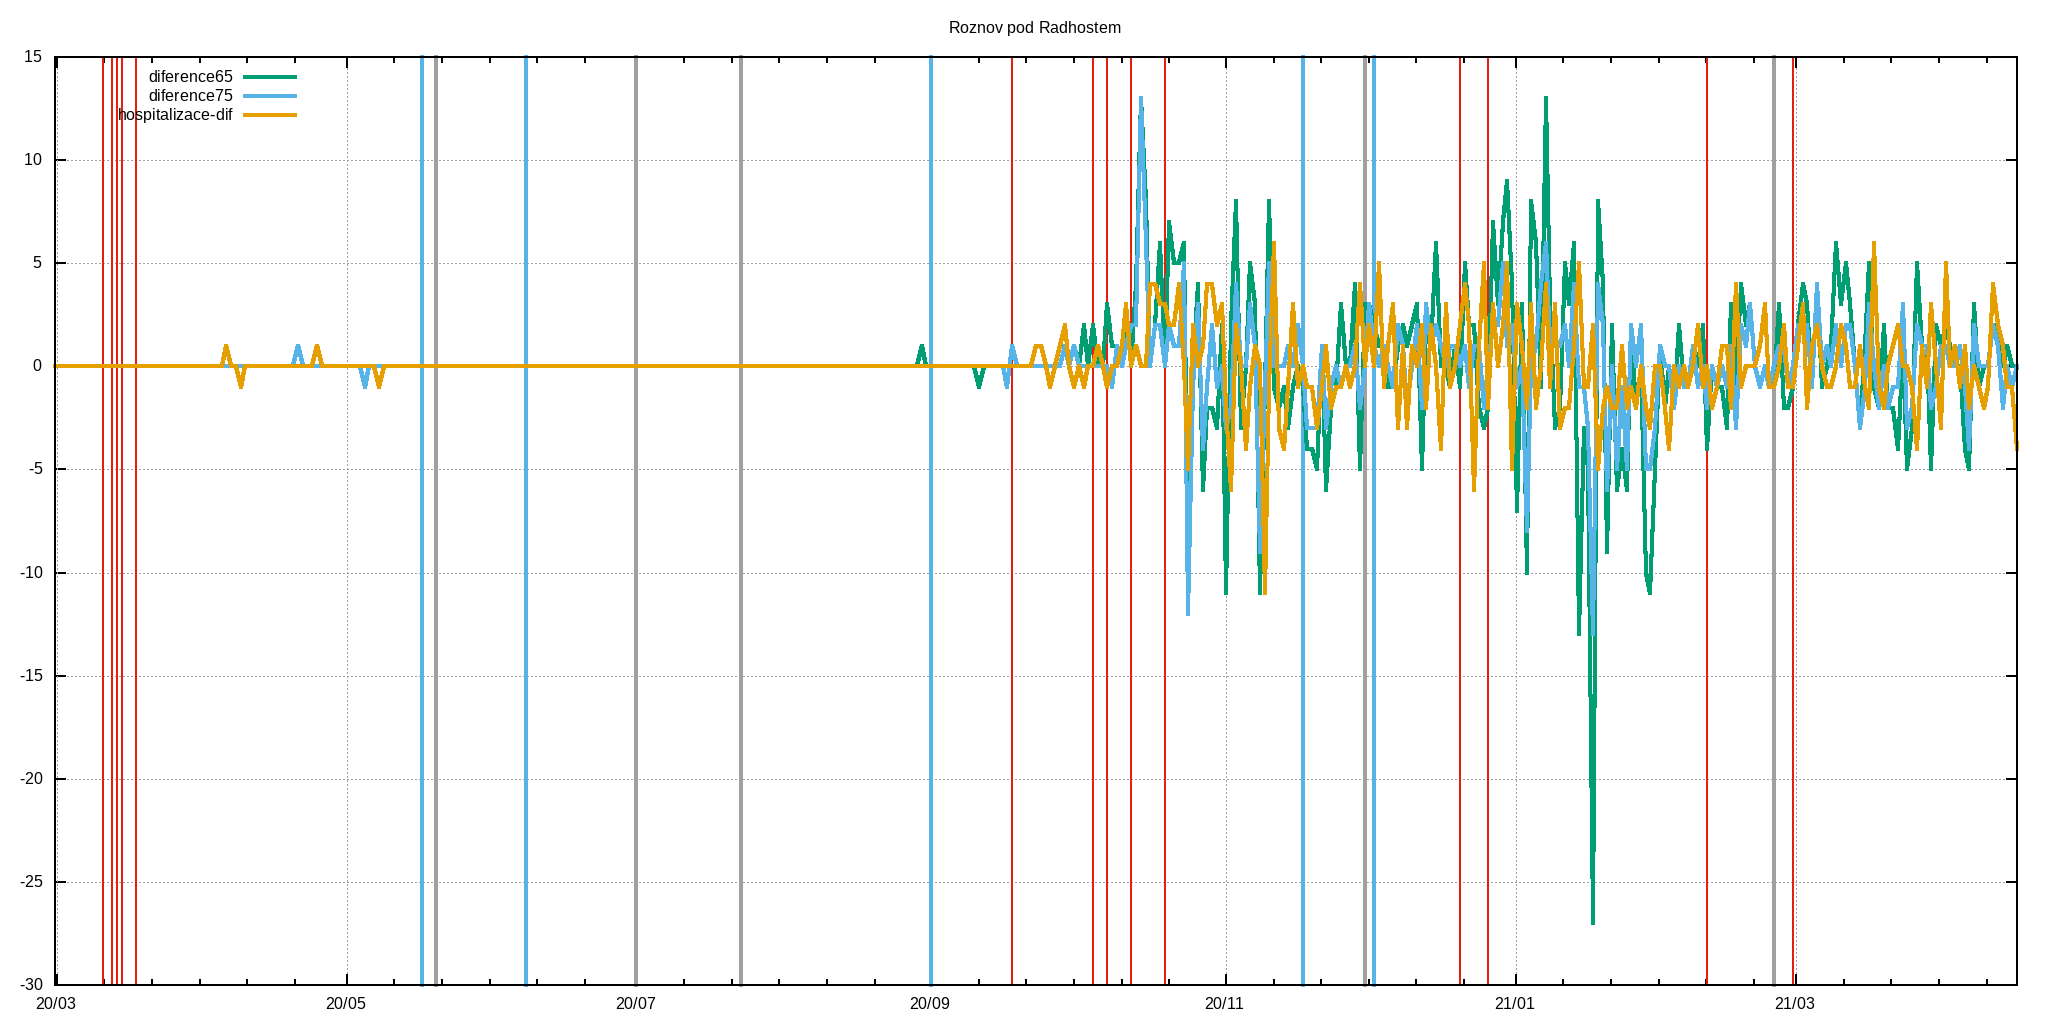 Roznov pod Radhostem
15
diference65
diference75
hospitalizace-dif
10
5
0
-5
-10
-15
-20
-25
-30
20/03 20/05 20/07 20/09 20/11 21/01 21/03